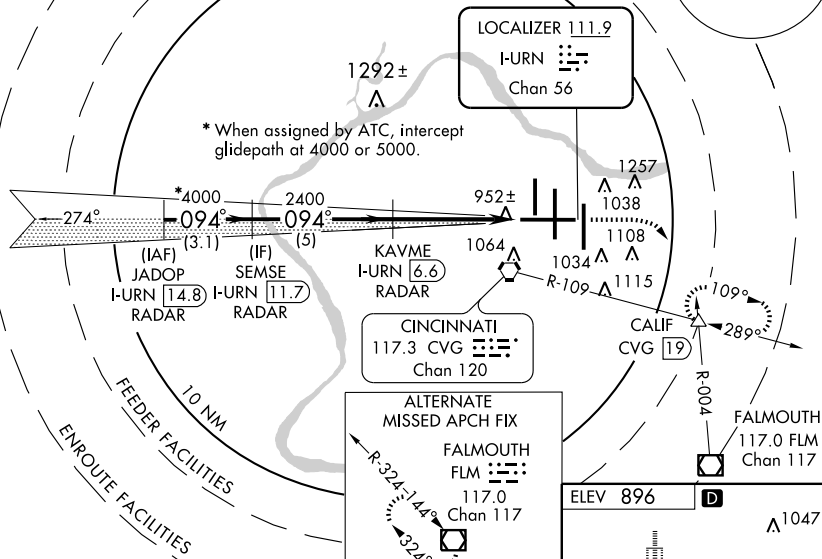 LOCALIZER 111.9
I-URN
Chan 56
1292 ±
* When assigned by ATC, intercept
glidepath at 4000 or 5000.
274°
*4000
094°
(3.1)
2400
094°
(5)
952 ±
1257
1038
1108
1034
1064
1115
(IAF)
JADOP
I-URN 14.8
RADAR
(IF)
SEMSE
I-URN 11.7
RADAR
KAVME
I-URN 6.6
RADAR
R-109
CINCINNATI
117.3 CVG
Chan 120
109°
289°
CALIF
CVG 19
R-004
FALMOUTH
117.0 FLM
Chan 117
10 NM
FEEDER FACILITIES
ENROUTE FACILITIES
ALTERNATE
MISSED APCH FIX
FALMOUTH
FLM
117.0
Chan 117
R-324
144°
324°
ELEV 896
D
1047